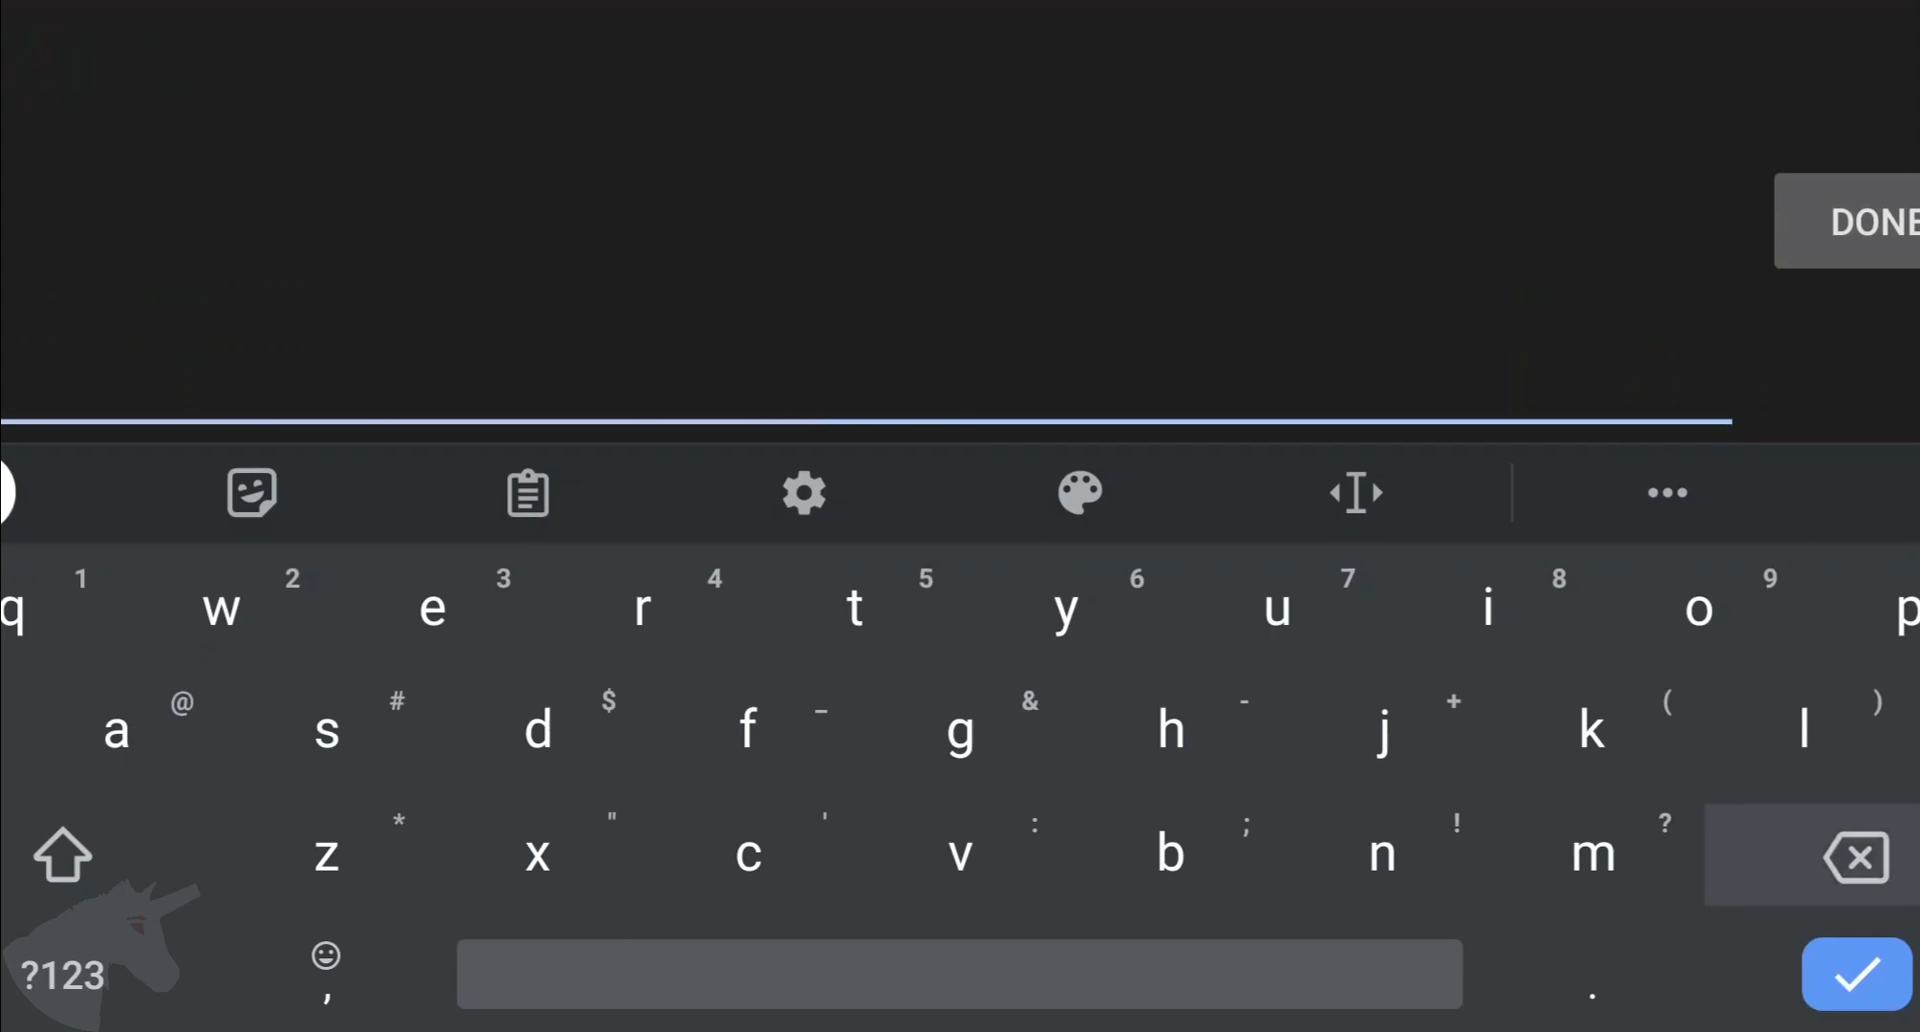 DONE
1 2 3 4 5 6 7 8 9
q w e r t y u i o p
@ # $ _ & - + ( )
a s d f g h j k l
* " ' : ; ! ?
z x c v b n m
?123 , .